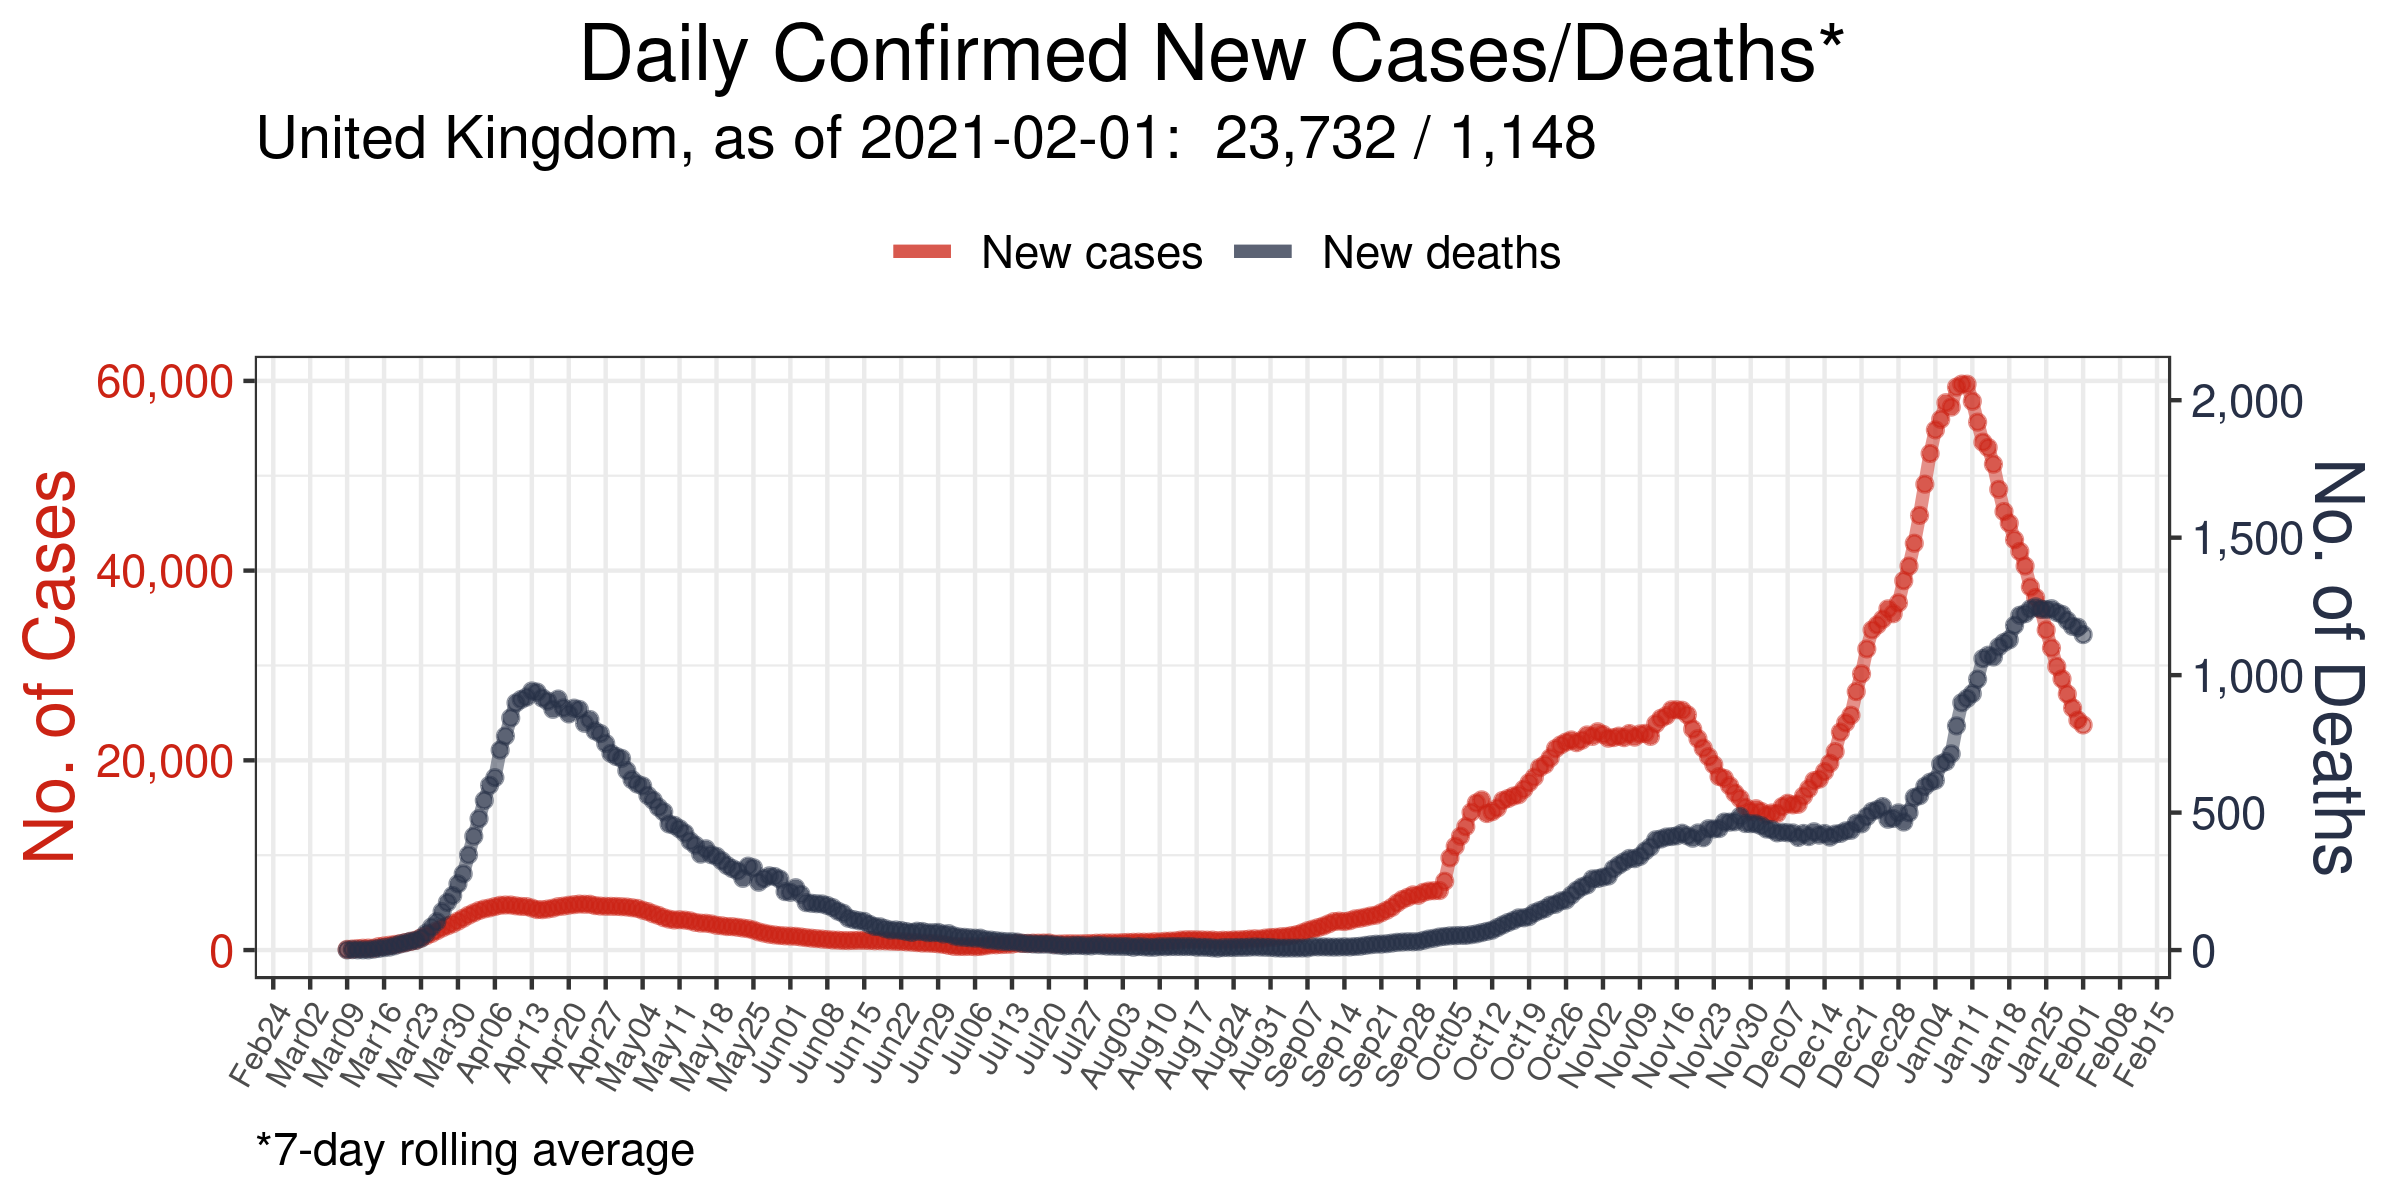 Daily Confirmed New Cases/Deaths*
United Kingdom, as of 2021-02-01:  23,732 / 1,148
New cases
New deaths
No. of Cases
60,000
40,000
20,000
0
2,000
1,500
1,000
500
0
No. of Deaths
Feb24
Mar02
Mar09
Mar16
Mar23
Mar30
Apr06
Apr13
Apr20
Apr27
May04
May11
May18
May25
Jun01
Jun08
Jun15
Jun22
Jun29
Jul06
Jul13
Jul20
Jul27
Aug03
Aug10
Aug17
Aug24
Aug31
Sep07
Sep14
Sep21
Sep28
Oct05
Oct12
Oct19
Oct26
Nov02
Nov09
Nov16
Nov23
Nov30
Dec07
Dec14
Dec21
Dec28
Jan04
Jan11
Jan18
Jan25
Feb01
Feb08
Feb15
*7-day rolling average